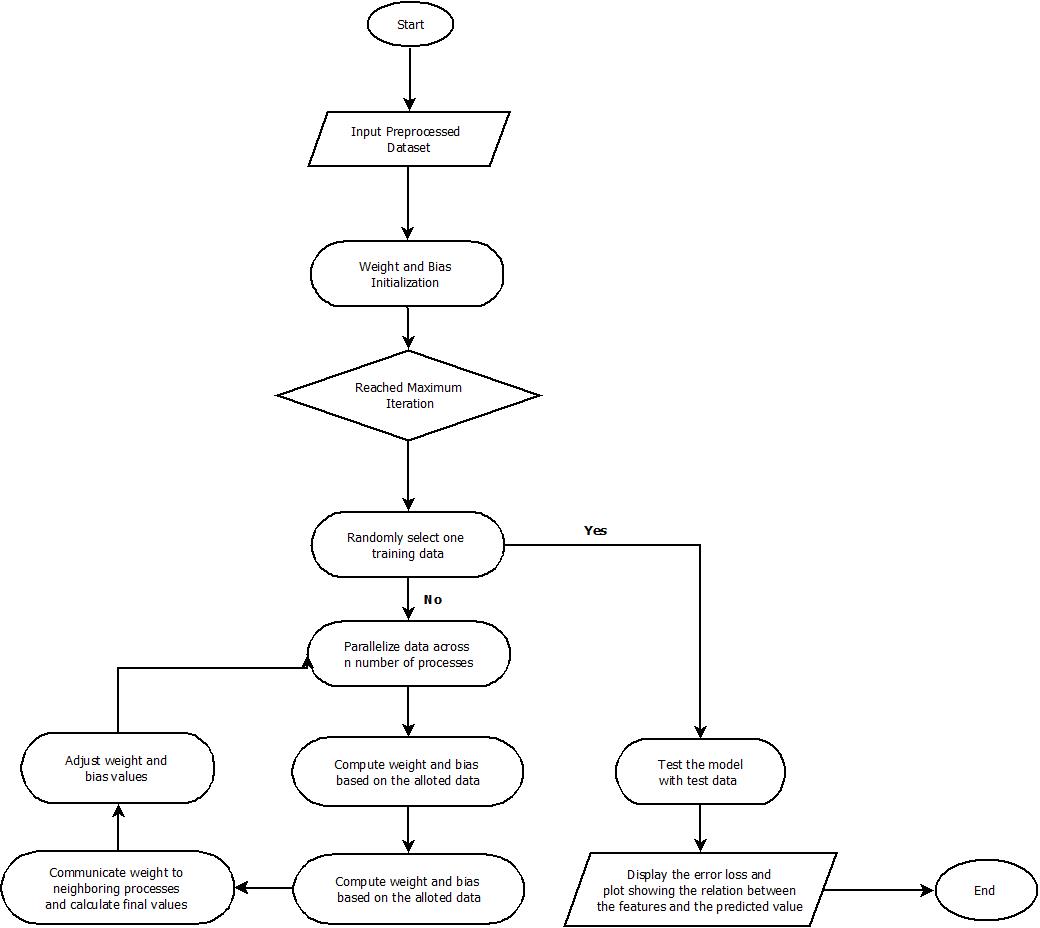 Start
Input Preprocessed
Dataset
Weight and Bias
Initialization
Reached Maximum
Iteration
Randomly select one
training data
Yes
No
Parallelize data across
n number of processes
Adjust weight and
bias values
Compute weight and bias
based on the alloted data
Test the model
with test data
Communicate weight to
neighboring processes
and calculate final values
Compute weight and bias
based on the alloted data
Display the error loss and
plot showing the relation between
the features and the predicted value
End